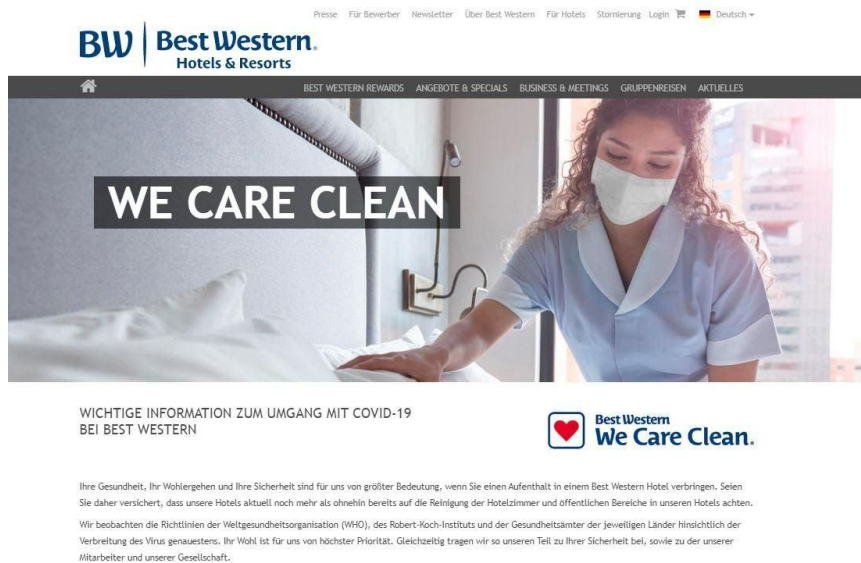 Presse Für Bewerber Newsletter Über Best Western Für Hotels Stornierung Login Deutsch
BW Best Western.
Hotels & Resorts
BEST WESTERN REWARDS ANGEBOTE & SPECIALS BUSINESS & MEETINGS GRUPPENREISEN AKTUELLES
WE CARE CLEAN
WICHTIGE INFORMATION ZUM UMGANG MIT COVID-19
BEI BEST WESTERN
Best Western
We Care Clean.
Ihre Gesundheit, Ihr Wohlergehen und Ihre Sicherheit sind für uns von größter Bedeutung, wenn Sie einen Aufenthalt in einem Best Western Hotel verbringen. Seien
Sie daher versichert, dass unsere Hotels aktuell noch mehr als ohnehin bereits auf die Reinigung der Hotelzimmer und öffentlichen Bereiche in unseren Hotels achten.
Wir beobachten die Richtlinien der Weltgesundheitsorganisation (WHO), des Robert-Koch-Instituts und der Gesundheitsämter der jeweiligen Länder hinsichtlich der
Verbreitung des Virus genauestens. Ihr Wohl ist für uns von höchster Priorität. Gleichzeitig tragen wir so unseren Teil zu Ihrer Sicherheit bei, sowie zu der unserer
Mitarbeiter und unserer Gesellschaft.